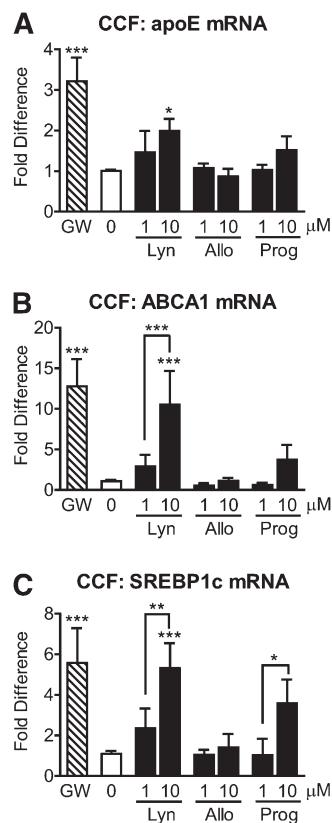 A
CCF: apoE mRNA
***
*
Fold Difference
4
3
2
1
0
GW 0 1 10 1 10 1 10 μM
Lyn Allo Prog
B
CCF: ABCA1 mRNA
***
***
***
Fold Difference
20
15
10
5
0
GW 0 1 10 1 10 1 10 μM
Lyn Allo Prog
C
CCF: SREBP1c mRNA
***
**
***
*
Fold Difference
8
6
4
2
0
GW 0 1 10 1 10 1 10 μM
Lyn Allo Prog